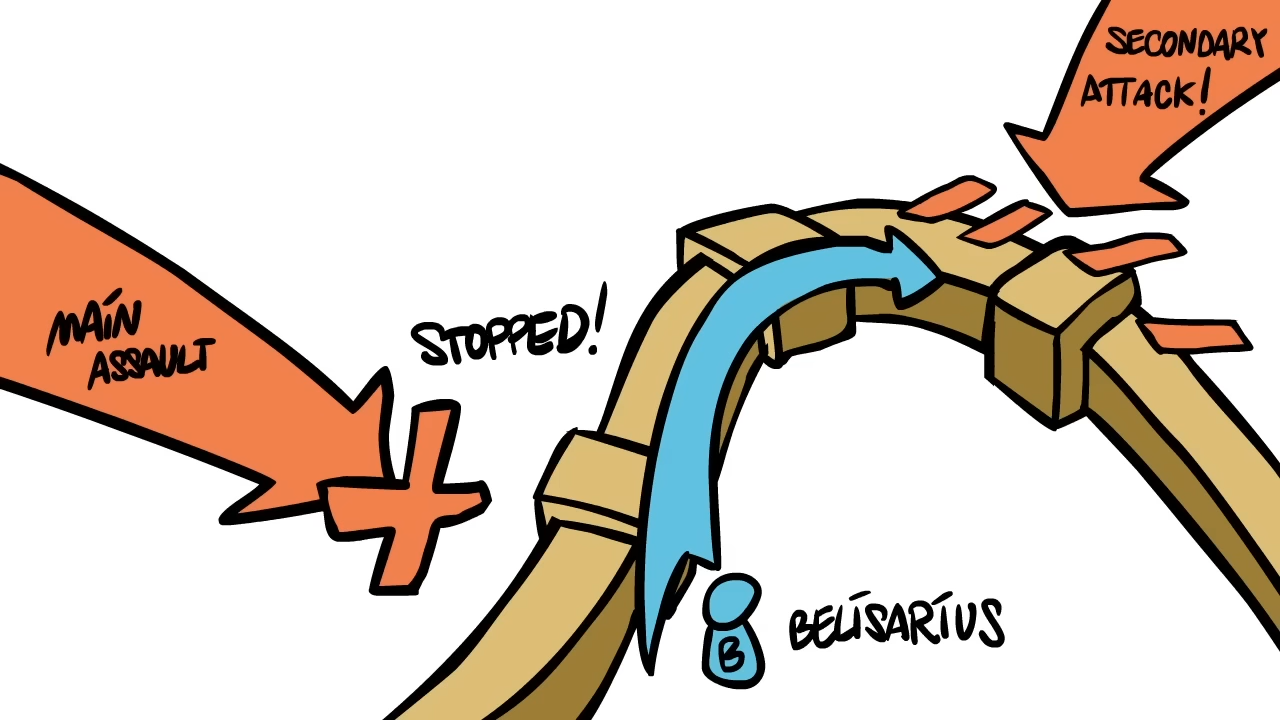 SECONDARY
ATTACK!
MAIN
ASSAULT
STOPPED!
B
BELISARIUS